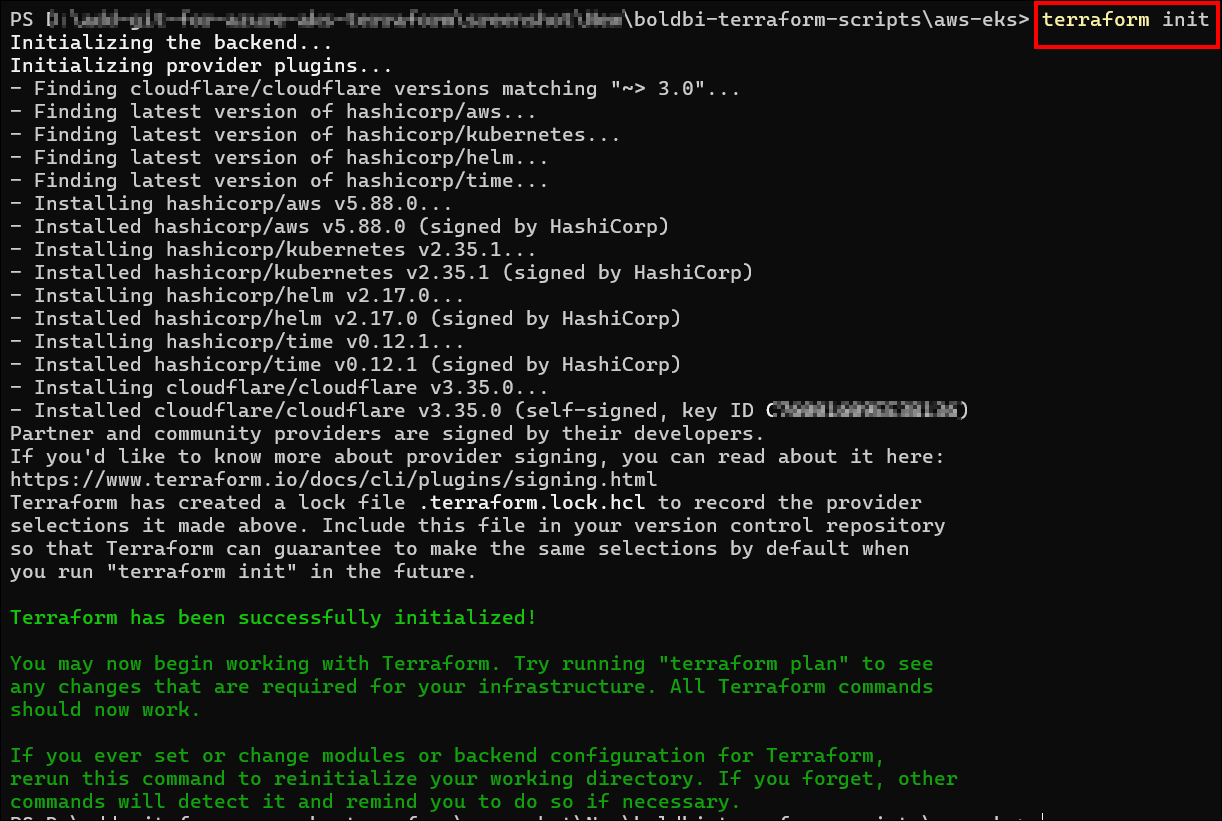 PS D:\boldbi-terraform-scripts\aws-eks> terraform init
Initializing the backend...
Initializing provider plugins...
- Finding cloudflare/cloudflare versions matching "~> 3.0"...
- Finding latest version of hashicorp/aws...
- Finding latest version of hashicorp/kubernetes...
- Finding latest version of hashicorp/helm...
- Finding latest version of hashicorp/time...
- Installing hashicorp/aws v5.88.0...
- Installed hashicorp/aws v5.88.0 (signed by HashiCorp)
- Installing hashicorp/kubernetes v2.35.1...
- Installed hashicorp/kubernetes v2.35.1 (signed by HashiCorp)
- Installing hashicorp/helm v2.17.0...
- Installed hashicorp/helm v2.17.0 (signed by HashiCorp)
- Installing hashicorp/time v0.12.1...
- Installed hashicorp/time v0.12.1 (signed by HashiCorp)
- Installing cloudflare/cloudflare v3.35.0...
- Installed cloudflare/cloudflare v3.35.0 (self-signed, key ID )
Partner and community providers are signed by their developers.
If you'd like to know more about provider signing, you can read about it here:
https://www.terraform.io/docs/cli/plugins/signing.html
Terraform has created a lock file .terraform.lock.hcl to record the provider
selections it made above. Include this file in your version control repository
so that Terraform can guarantee to make the same selections by default when
you run "terraform init" in the future.
Terraform has been successfully initialized!
You may now begin working with Terraform. Try running "terraform plan" to see
any changes that are required for your infrastructure. All Terraform commands
should now work.
If you ever set or change modules or backend configuration for Terraform,
rerun this command to reinitialize your working directory. If you forget, other
commands will detect it and remind you to do so if necessary.